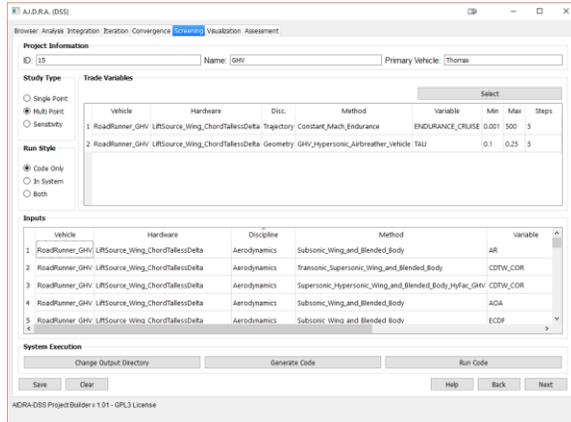 A.I.D.R.A. (DSS)
Browser Analysis Integration Iteration Convergence Screening Visualization Assessment
Project Information
ID: 15 Name: GHV Primary Vehicle: Thomas
Study Type Trade Variables
Single Point
Multi Point
Sensitivity
Select
Vehicle Hardware Disc. Method Variable Min Max Steps
1 RoadRunner_GHV LiftSource_Wing_ChordTallessDelta Trajectory Constant_Mach_Endurance ENDURANCE_CRUISE 0.001 500 5
2 RoadRunner_GHV LiftSource_Wing_ChordTallessDelta Geometry GHV_Hypersonic_Airbreather_Vehicle TAU 0.1 0.25 5
Run Style
Code Only
In System
Both
Inputs
Vehicle Hardware Discipline Method Variable
1 RoadRunner_GHV LiftSource_Wing_ChordTallessDelta Aerodynamics Subsonic_Wing_and_Blended_Body AR
2 RoadRunner_GHV LiftSource_Wing_ChordTallessDelta Aerodynamics Transonic_Supersonic_Wing_and_Blended_Body CDTW_COR
3 RoadRunner_GHV LiftSource_Wing_ChordTallessDelta Aerodynamics Supersonic_Hypersonic_Wing_and_Blended_Body_HyFac_GHV CDTW_COR
4 RoadRunner_GHV LiftSource_Wing_ChordTallessDelta Aerodynamics Subsonic_Wing_and_Blended_Body AOA
5 RoadRunner_GHV LiftSource_Wing_ChordTallessDelta Aerodynamics Subsonic_Wing_and_Blended_Body ECDF
System Execution
Change Output Directory Generate Code Run Code
Save Clear Help Back Next
AIDRA-DSS Project Builder v 1.01 - GPL3 License